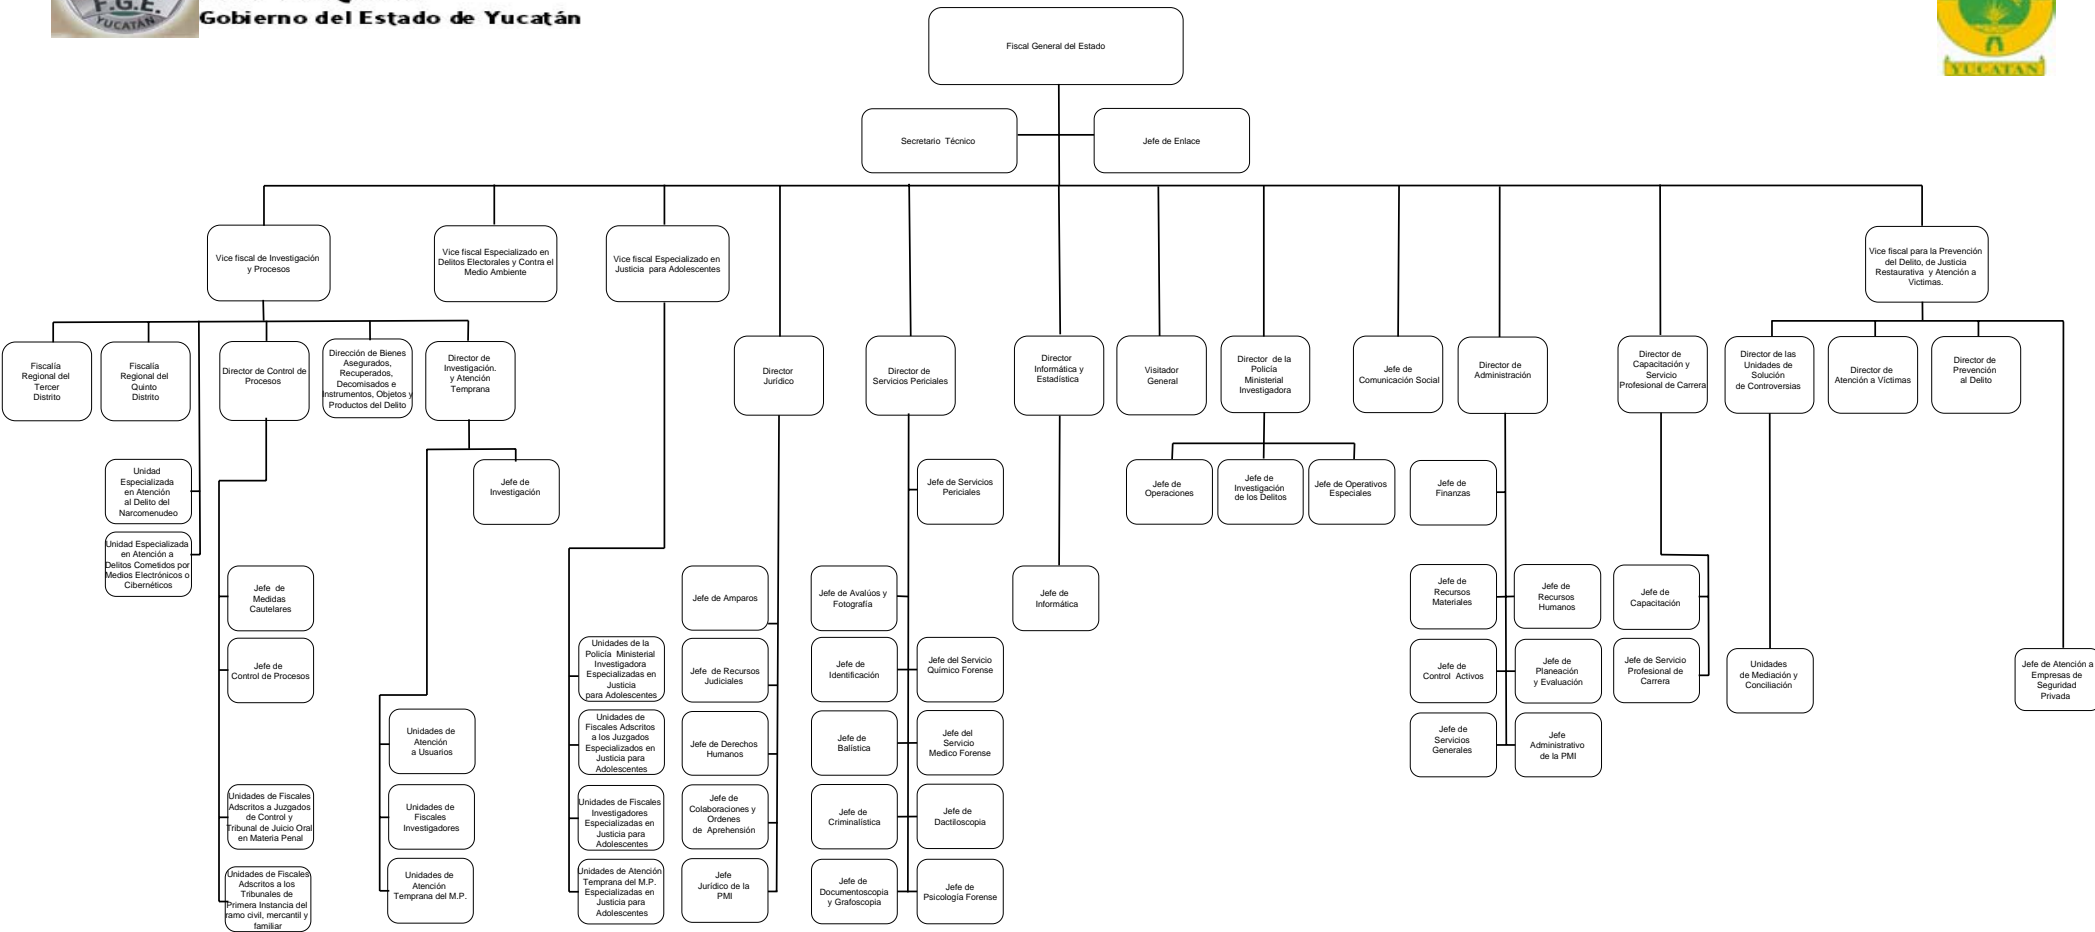 F.G.E.
YUCATÁN
Gobierno del Estado de Yucatán
YUCATAN
Fiscal General del Estado
Secretario Técnico
Jefe de Enlace
Vice fiscal de Investigación
y Procesos
Vice fiscal Especializado en
Delitos Electorales y Contra el
Medio Ambiente
Vice fiscal Especializado en
Justicia para Adolescentes
Vice fiscal para la Prevención
del Delito, de Justicia
Restaurativa y Atención a
Victimas.
Fiscalía
Regional del
Tercer
Distrito
Fiscalía
Regional del
Quinto
Distrito
Director de Control de
Procesos
Dirección de Bienes
Asegurados,
Recuperados,
Decomisados e
Instrumentos, Objetos y
Productos del Delito
Director de
Investigación.
y Atención
Temprana
Director
Jurídico
Director de
Servicios Periciales
Director
Informática y
Estadística
Visitador
General
Director de la
Policía
Ministerial
Investigadora
Jefe de
Comunicación Social
Director de
Administración
Director de
Capacitación y
Servicio
Profesional de Carrera
Director de las
Unidades de
Solución
de Controversias
Director de
Atención a Víctimas
Director de
Prevención
al Delito
Unidad
Especializada
en Atención
al Delito del
Narcomenudeo
Jefe de
Investigación
Jefe de Servicios
Periciales
Jefe de
Operaciones
Jefe de
Investigación
de los Delitos
Jefe de Operativos
Especiales
Jefe de
Finanzas
Unidad Especializada
en Atención a
Delitos Cometidos por
Medios Electrónicos o
Cibernéticos
Jefe de
Medidas
Cautelares
Jefe de Amparos
Jefe de Avalúos y
Fotografía
Jefe de
Informática
Jefe de
Recursos
Materiales
Jefe de
Recursos
Humanos
Jefe de
Capacitación
Jefe de
Control de Procesos
Unidades de la
Policía Ministerial
Investigadora
Especializadas en
Justicia
para Adolescentes
Jefe de Recursos
Judiciales
Jefe de
Identificación
Jefe del Servicio
Químico Forense
Jefe de
Control Activos
Jefe de
Planeación
y Evaluación
Jefe de Servicio
Profesional de
Carrera
Unidades
de Mediación y
Conciliación
Jefe de Atención a
Empresas de
Seguridad
Privada
Unidades de
Atención
a Usuarios
Unidades de
Fiscales Adscritos
a los Juzgados
Especializados en
Justicia para
Adolescentes
Jefe de Derechos
Humanos
Jefe de
Balística
Jefe del
Servicio
Medico Forense
Jefe de
Servicios
Generales
Jefe
Administrativo
de la PMI
Unidades de Fiscales
Adscritos a Juzgados
de Control y
Tribunal de Juicio Oral
en Materia Penal
Unidades de
Fiscales
Investigadores
Unidades de Fiscales
Investigadores
Especializadas en
Justicia para
Adolescentes
Jefe de
Colaboraciones y
Ordenes
de Aprehensión
Jefe de
Criminalística
Jefe de
Dactiloscopia
Unidades de Fiscales
Adscritos a los
Tribunales de
Primera Instancia del
ramo civil, mercantil y
familiar
Unidades de
Atención
Temprana del M.P.
Unidades de Atención
Temprana del M.P.
Especializadas en
Justicia para
Adolescentes
Jefe
Jurídico de la
PMI
Jefe de
Documentoscopia
y Grafoscopia
Jefe de
Psicología Forense